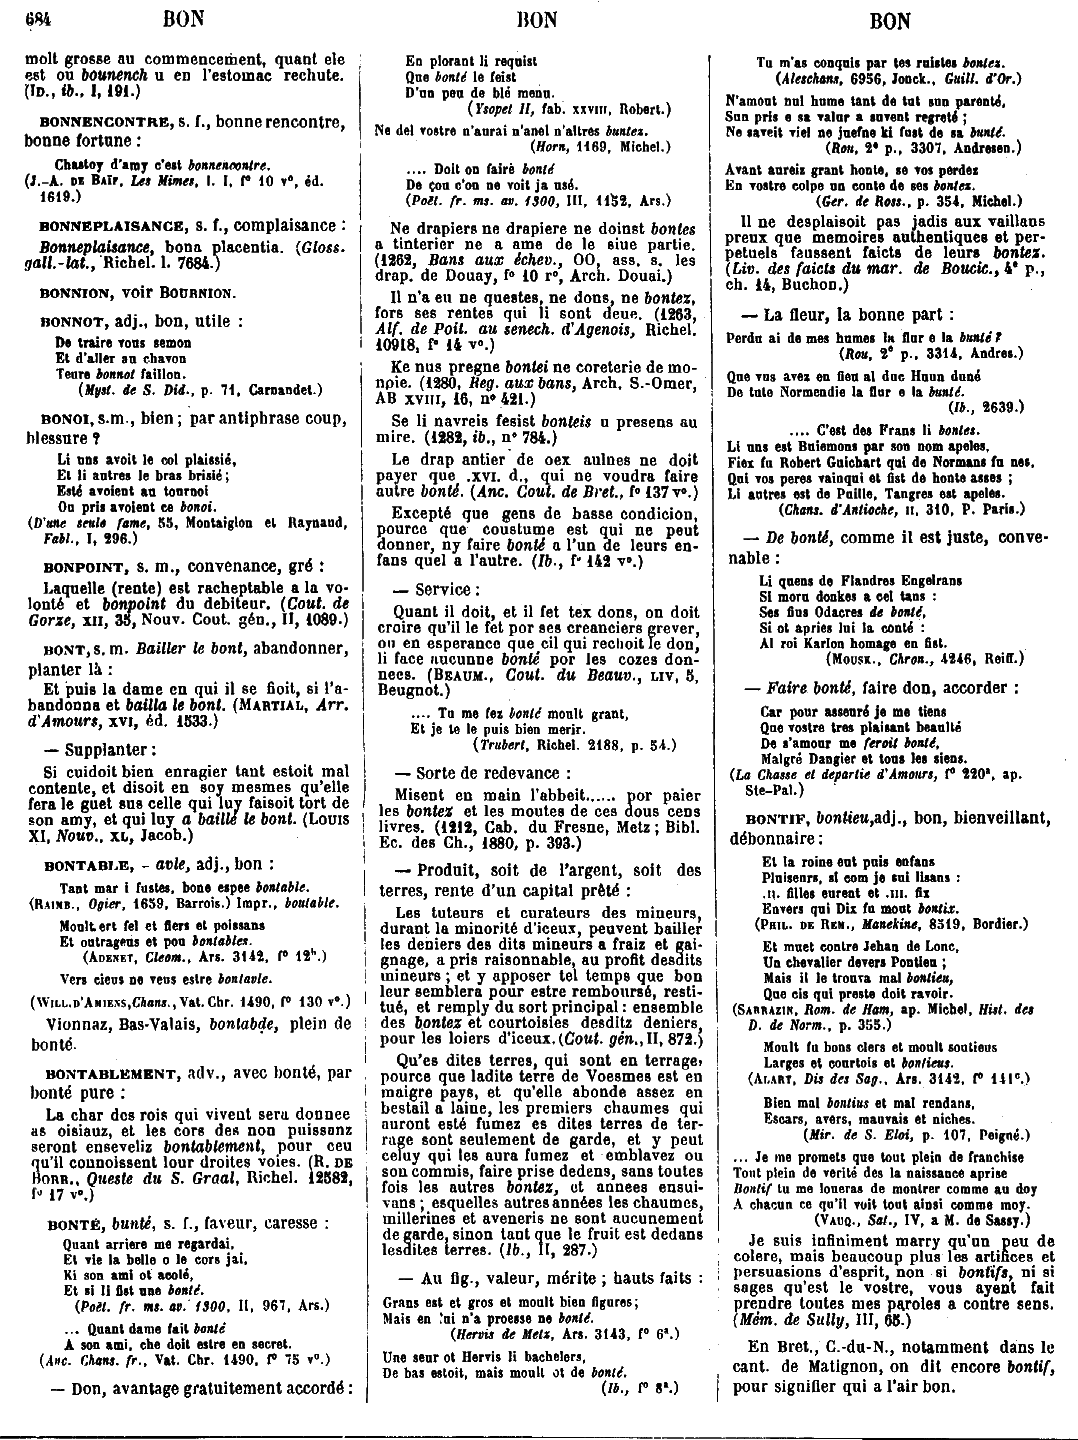 684 BON BON BON
molt grosse au commencement, quant ele
est ou bounench u en l'estomac rechute.
(ID., ib., I, 191.)
BONNENCONTRE, s. f., bonne rencontre,
bonne fortune :
Chastoy d'amy c'est bonnencontre.
(J.-A. DE BAÏF, Les Mimes, l. I, f° 10 v°, éd.
1619.)
BONNEPLAISANCE, s. f., complaisance :
Bonneplaisance, bona placentia. (Gloss.
gall.-lat., Richel. l. 7684.)
BONNION, voir BOURNION.
BONNOT, adj., bon, utile :
De traire vous semon
Et d'aller au chavon
Teure bonnot faillon.
(Myst. de S. Did., p. 71, Carnandet.)
BONOI, s.m., bien ; par antiphrase coup,
blessure ?
Li uns avoit le col plaissié,
Et li autres le bras brisié ;
Esté avoient au tournoi
Ou pris avoient ce bonoi.
(D'une seule fame, 55, Montaiglon et Raynaud,
Fabl., I, 296.)
BONPOINT, s. m., convenance, gré :
Laquelle (rente) est racheptable a la vo-
lonté et bonpoint du debiteur. (Cout. de
Gorze, XII, 35, Nouv. Cout. gén., II, 1089.)
BONT, s. m. Bailler le bont, abandonner,
planter là :
Et puis la dame en qui il se fioit, si l'a-
bandonna et bailla le bont. (MARTIAL, Arr.
d'Amours, XVI, éd. 1533.)
— Supplanter :
Si cuidoit bien enragier tant estoit mal
contente, et disoit en soy mesmes qu'elle
fera le guet sus celle qui luy faisoit tort de
son amy, et qui luy a baillé le bont. (LOUIS
XI, Nouv., XL, Jacob.)
BONTABLE, - avle, adj., bon :
Tant mar i fustes, bone espee bontable.
(RAIMB., Ogier, 1659, Barrois.) Impr., boutable.
Moult ert fel et fiers et poissans
Et outrageus et pou bontables.
(ADENET, Cleom., Ars. 3142, f° 12b.)
Vers cieus ne veus estre bontavle.
(WILL. D'AMIENS, Chans., Vat. Chr. 1490, f° 130 v°.)
Vionnaz, Bas-Valais, bontabde, plein de
bonté.
BONTABLEMENT, adv., avec bonté, par
bonté pure :
La char des rois qui vivent sera donnee
as oisiauz, et les cors des non puissanz
seront enseveliz bontablement, pour ceu
qu'il connoissent lour droites voies. (R. DE
BORR., Queste du S. Graal, Richel. 12582,
f° 17 v°.)
BONTÉ, bunté, s. f., faveur, caresse :
Quant arriere me regardai,
Et vie la belle o le cors jai,
Ki son ami ot acolé,
Et si li fist une bonté.
(Poët. fr. ms. av. 1300, II, 967, Ars.)
... Quant dame fait bonté
A son ami, che doit estre en secret.
(Anc. Chans. fr., Vat. Chr. 1490, f° 75 v°.)
— Don, avantage gratuitement accordé :
En plorant li requist
Que bonté le feist
D'un peu de blé menu.
(Ysopet II, fab. XXVIII, Robert.)
Ne del vostre n'aurai n'anel n'altres buntez.
(Horn, 1169, Michel.)
.... Doit on faire bonté
De çou c'on ne voit ja usé.
(Poët. fr. ms. av. 1300, III, 1152, Ars.)
Ne drapiers ne drapiere ne doinst bontes
a tinterier ne a ame de le siue partie.
(1262, Bans aux échev., OO, ass. s. les
drap. de Douay, f° 10 r°, Arch. Douai.)
Il n'a eu ne questes, ne dons, ne bontez,
fors ses rentes qui li sont deue. (1263,
Alf. de Poit. au senech. d'Agenois, Richel.
10918, f° 14 v°.)
Ke nus pregne bontei ne coreterie de mo-
noie. (1280, Reg. aux bans, Arch. S.-Omer,
AB XVIII, 16, n° 421.)
Se li navreis fesist bonteis u presens au
mire. (1282, ib., n° 784.)
Le drap antier de oex aulnes ne doit
payer que .XVI. d., qui ne voudra faire
autre bonté. (Anc. Cout. de Bret., f° 137 v°.)
Excepté que gens de basse condicion,
pource que coustume est qui ne peut
donner, ny faire bonté a l'un de leurs en-
fans quel a l'autre. (Ib., f° 142 v°.)
— Service :
Quant il doit, et il fet tex dons, on doit
croire qu'il le fet por ses creanciers grever,
ou en esperance que cil qui rechoit le don,
li face aucunne bonté por les cozes don-
nees. (BEAUM., Cout. du Beauv., LIV, 5,
Beugnot.)
.... Tu me fez bonté moult grant,
Et je te le puis bien merir.
(Trubert, Richel. 2188, p. 54.)
— Sorte de redevance :
Misent en main l'abbeit..... por paier
les bontez et les moutes de ces dous cens
livres. (1212, Cab. du Fresne, Metz ; Bibl.
Ec. des Ch., 1880, p. 393.)
— Produit, soit de l'argent, soit des
terres, rente d'un capital prêté :
Les tuteurs et curateurs des mineurs,
durant la minorité d'iceux, peuvent bailler
les deniers des dits mineurs a fraiz et gai-
gnage, a pris raisonnable, au profit desdits
mineurs ; et y apposer tel temps que bon
leur semblera pour estre remboursé, resti-
tué, et remply du sort principal : ensemble
des bontez et courtoisies desditz deniers,
pour les loiers d'iceux. (Cout. gén., II, 872.)
Qu'es dites terres, qui sont en terrage,
pource que ladite terre de Voesmes est en
maigre pays, et qu'elle abonde assez en
bestail a laine, les premiers chaumes qui
auront esté fumez es dites terres de ter-
rage sont seulement de garde, et y peut
celuy qui les aura fumez et emblavez ou
son commis, faire prise dedens, sans toutes
fois les autres bontez, et annees ensui-
vans ; esquelles autres années les chaumes,
millerines et aveneris ne sont aucunement
de garde, sinon tant que le fruit est dedans
lesdites terres. (Ib., II, 287.)
— Au fig., valeur, mérite ; hauts faits :
Grans est et gros et moult bien figures ;
Mais en lui n'a proesse ne bonté.
(Hervis de Metz, Ars. 3143, f° 6a.)
Une seur ot Hervis li bachelers,
De bas estoit, mais moult ot de bonté.
(Ib., f° 8a.)
Tu m'as conquis par tes ruistes bontez.
(Aleschans, 6956, Jonck., Guill. d'Or.)
N'amout nul hume tant de tut sun parenté,
Sun pris e sa valur a suvent regreté ;
Ne saveit viel ne juefne ki fust de sa bunté.
(Rou, 2e p., 3307, Andresen.)
Avant aureiz grant honte, se vos perdez
En vostre colpe un conte de ses bontez.
(Ger. de Ross., p. 354, Michel.)
Il ne desplaisoit pas jadis aux vaillans
preux que memoires authentiques et per-
petuels faussent faicts de leurs bontez.
(Liv. des faicts du mar. de Boucic., 4e p.,
ch. 14, Buchon.)
— La fleur, la bonne part :
Perdu ai de mes humes la flur e la bunté ?
(Rou, 2e p., 3314, Andres.)
Que vus avez en fieu al duc Huun duné
De tute Normendie la flur e la bunté.
(Ib., 2639.)
.... C'est des Frans li bontes.
Li uns est Buiemons par son nom apeles,
Fiex fu Robert Guichart qui de Normans fu nes,
Qui vos peres vainqui et fist de honte asses ;
Li autres est de Puille, Tangres est apeles.
(Chans. d'Antioche, II, 310, P. Paris.)
— De bonté, comme il est juste, conve-
nable :
Li quens de Flandres Engelrans
Si moru donkes a cel tans :
Ses fius Odacres de bonté,
Si ot apries lui la conté :
Al roi Karlon homage en fist.
(MOUSK., Chron., 4246, Reiff.)
— Faire bonté, faire don, accorder :
Car pour asseuré je me tiens
Que vostre tres plaisant beaulté
De s'amour me feroit bonté,
Malgré Dangier et tous les siens.
(La Chasse et departie d'Amours, f° 220a, ap.
Ste-Pal.)
BONTIF, bontieu, adj., bon, bienveillant,
débonnaire :
Et la roine eut puis enfans
Pluiseurs, si com je sui lisans :
.II. filles eurent et .III. fix
Envers qui Dix fu mout bontix.
(PHIL. DE REM., Manekine, 8519, Bordier.)
Et muet contre Jehan de Lonc,
Un chevalier devers Pontieu ;
Mais il le trouva mal bontieu,
Que cis qui preste doit ravoir.
(SARRAZIN, Rom. de Ham, ap. Michel, Hist. des
D. de Norm., p. 355.)
Moult fu bons clers et moult soutieus
Larges et courtois et bontieus.
(ALART, Dis des Sag., Ars. 3142, f° 141c.)
Bien mal bontius et mal rendans,
Escars, avers, mauvais et niches.
(Mir. de S. Eloi, p. 107, Peigné.)
... Je me promets que tout plein de franchise
Tout plein de verité des la naissance aprise
Bontif tu me loueras de montrer comme au doy
A chacun ce qu'il voit tout ainsi comme moy.
(VAUQ., Sat., IV, a M. de Sassy.)
Je suis infiniment marry qu'un peu de
colere, mais beaucoup plus les artifices et
persuasions d'esprit, non si bontifs, ni si
sages qu'est le vostre, vous ayent fait
prendre toutes mes paroles a contre sens.
(Mém. de Sully, III, 65.)
En Bret., C.-du-N., notamment dans le
cant. de Matignon, on dit encore bontif,
pour signifier qui a l'air bon.